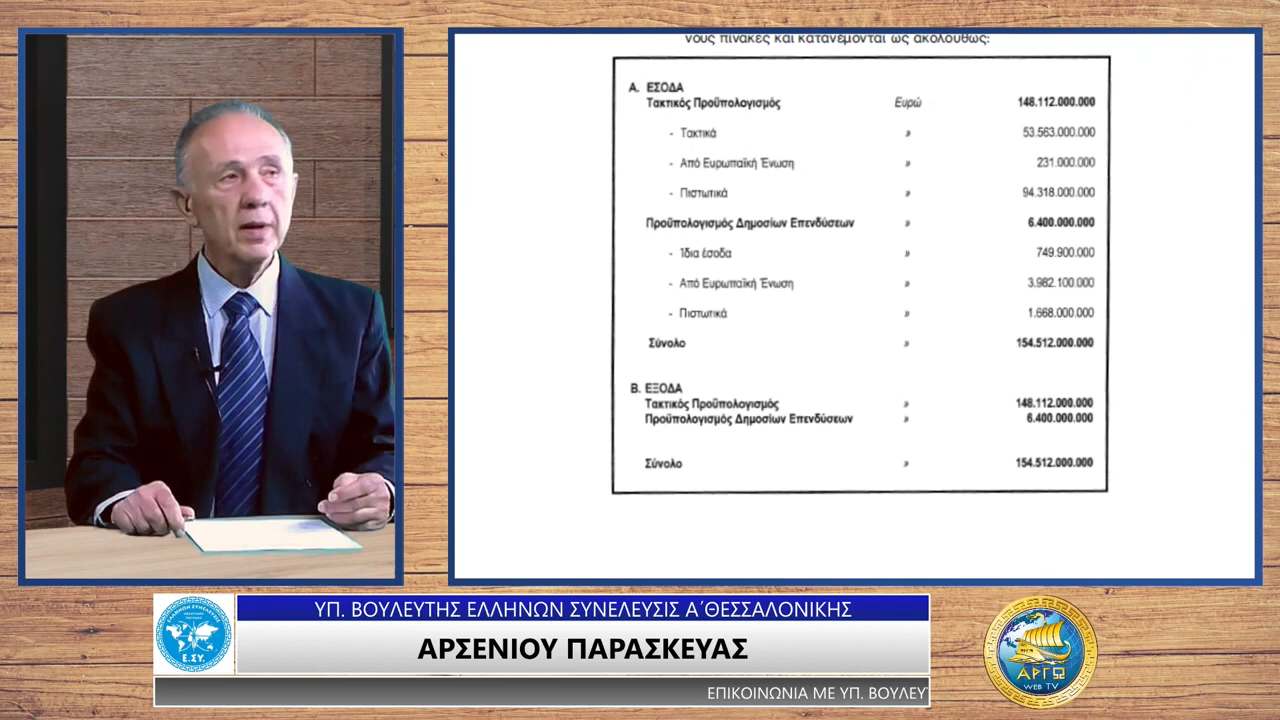 νους πίνακες και κατανέμονται ως ακολούθως:
Α. ΕΣΟΔΑ
Τακτικός Προϋπολογισμός Ευρώ 148.112.000.000
- Τακτικά » 53.563.000.000
- Από Ευρωπαϊκή Ένωση » 231.000.000
- Πιστωτικά » 94.318.000.000
Προϋπολογισμός Δημοσίων Επενδύσεων » 6.400.000.000
- Ίδια έσοδα » 749.900.000
- Από Ευρωπαϊκή Ένωση » 3.982.100.000
- Πιστωτικά » 1.668.000.000
Σύνολο » 154.512.000.000
Β. ΕΞΟΔΑ
Τακτικός Προϋπολογισμός » 148.112.000.000
Προϋπολογισμός Δημοσίων Επενδύσεων » 6.400.000.000
Σύνολο » 154.512.000.000
ΥΠ. ΒΟΥΛΕΥΤΗΣ ΕΛΛΗΝΩΝ ΣΥΝΕΛΕΥΣΙΣ Α΄ΘΕΣΣΑΛΟΝΙΚΗΣ
ΑΡΣΕΝΙΟΥ ΠΑΡΑΣΚΕΥΑΣ
ΕΠΙΚΟΙΝΩΝΙΑ ΜΕ ΥΠ. ΒΟΥΛΕΥ
ΕΛΛΗΝΩΝ ΣΥΝΕΛΕΥΣΙΣ
Ε.ΣΥ.
ΑΡΓΩ
WEB TV